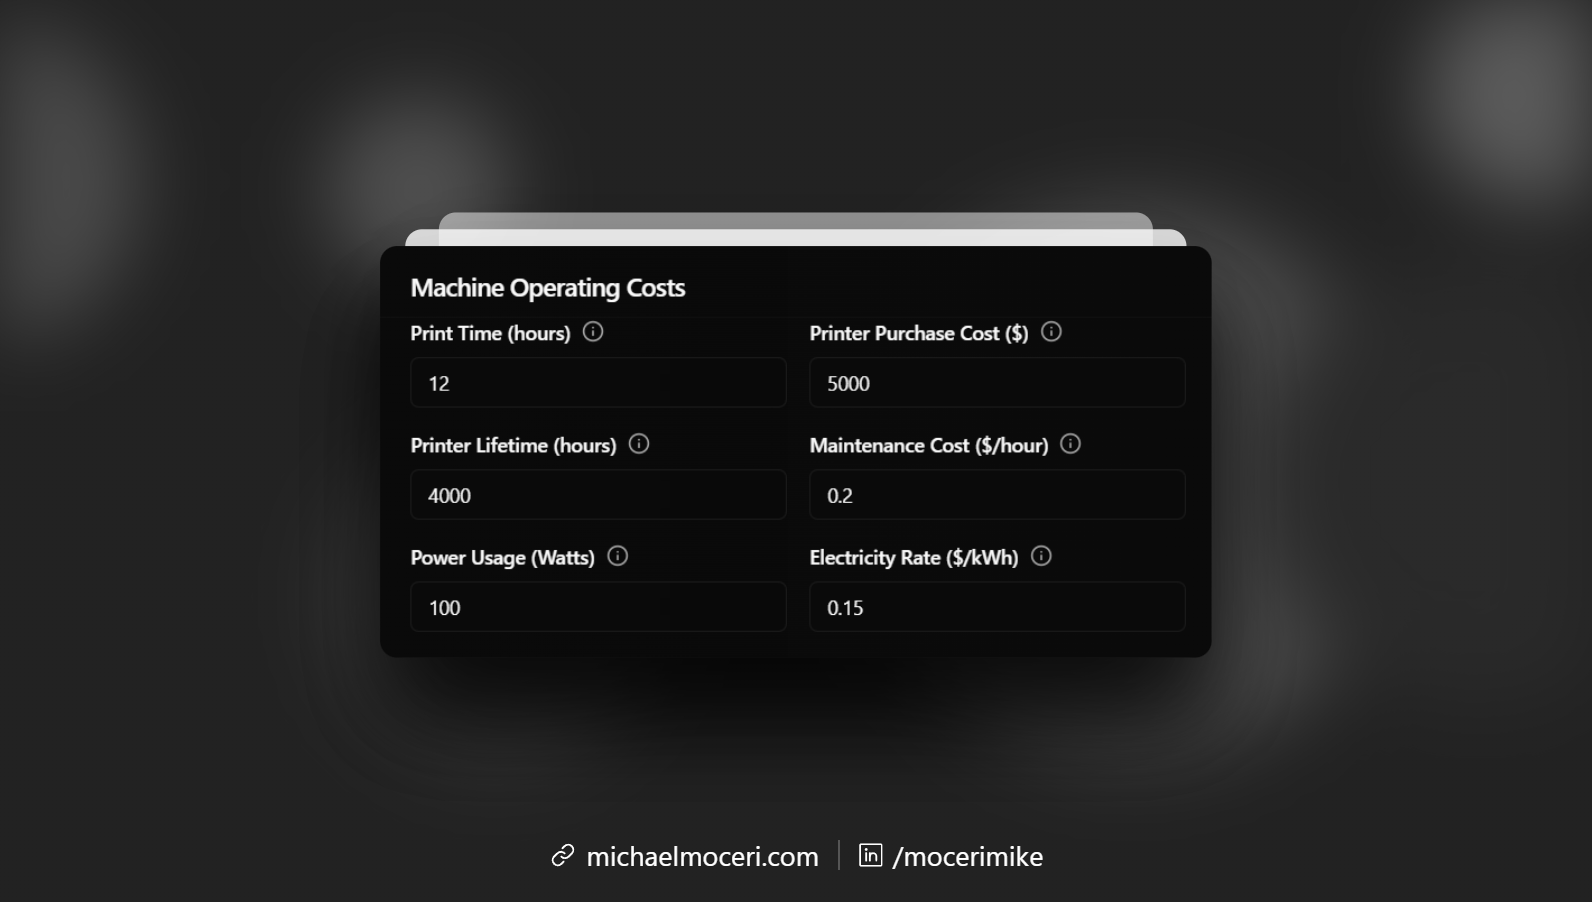 Machine Operating Costs
Print Time (hours)
12
Printer Purchase Cost ($)
5000
Printer Lifetime (hours)
4000
Maintenance Cost ($/hour)
0.2
Power Usage (Watts)
100
Electricity Rate ($/kWh)
0.15
michaelmoceri.com
in /mocerimike